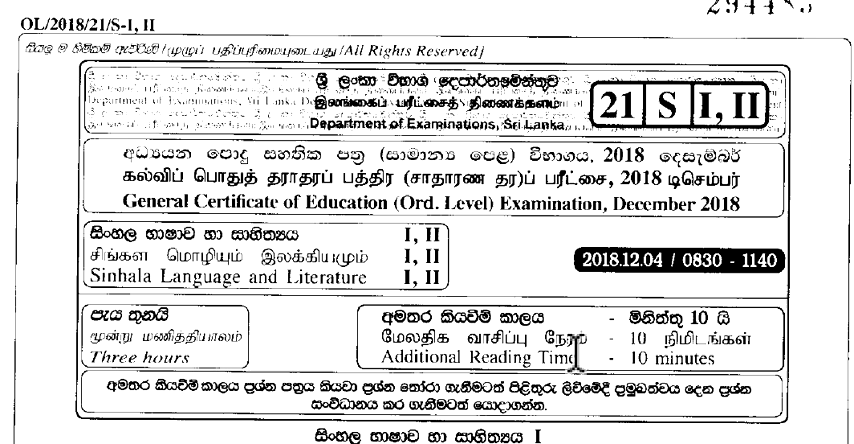 OL/2018/21/S-I, II
සියලු ම හිමිකම් ඇවිරිණි / முழுப் பதிப்புரிமையுடையது / All Rights Reserved]
ශ්‍රී ලංකා විභාග දෙපාර්තමේන්තුව
இலங்கைப் பரீட்சைத் திணைக்களம்
Department of Examinations, Sri Lanka
21 S I, II
අධ්‍යයන පොදු සහතික පත්‍ර (සාමාන්‍ය පෙළ) විභාගය, 2018 දෙසැම්බර්
கல்விப் பொதுத் தராதரப் பத்திர (சாதாரண தர)ப் பரீட்சை, 2018 டிசெம்பர்
General Certificate of Education (Ord. Level) Examination, December 2018
සිංහල භාෂාව හා සාහිත්‍යය I, II
சிங்கள மொழியும் இலக்கியமும் I, II
Sinhala Language and Literature I, II
2018.12.04 / 0830 - 1140
පැය තුනයි
மூன்று மணித்தியாலம்
Three hours
අමතර කියවීම් කාලය - මිනිත්තු 10 යි
மேலதிக வாசிப்பு நேரம் - 10 நிமிடங்கள்
Additional Reading Time - 10 minutes
අමතර කියවීම් කාලය ප්‍රශ්න පත්‍රය කියවා ප්‍රශ්න තෝරා ගැනීමටත් පිළිතුරු ලිවීමේදී ප්‍රමුඛත්වය දෙන ප්‍රශ්න
සංවිධානය කර ගැනීමටත් යොදාගන්න.
සිංහල භාෂාව හා සාහිත්‍යය I